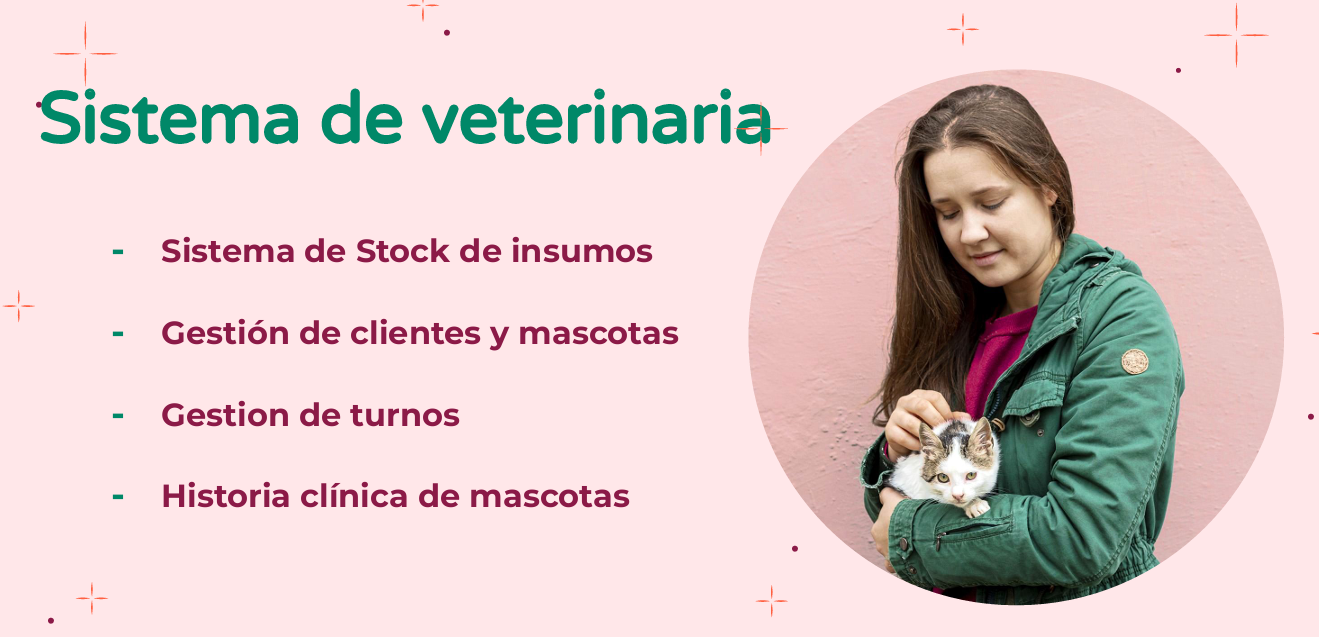 Sistema de veterinaria
- Sistema de Stock de insumos
- Gestión de clientes y mascotas
- Gestion de turnos
- Historia clínica de mascotas